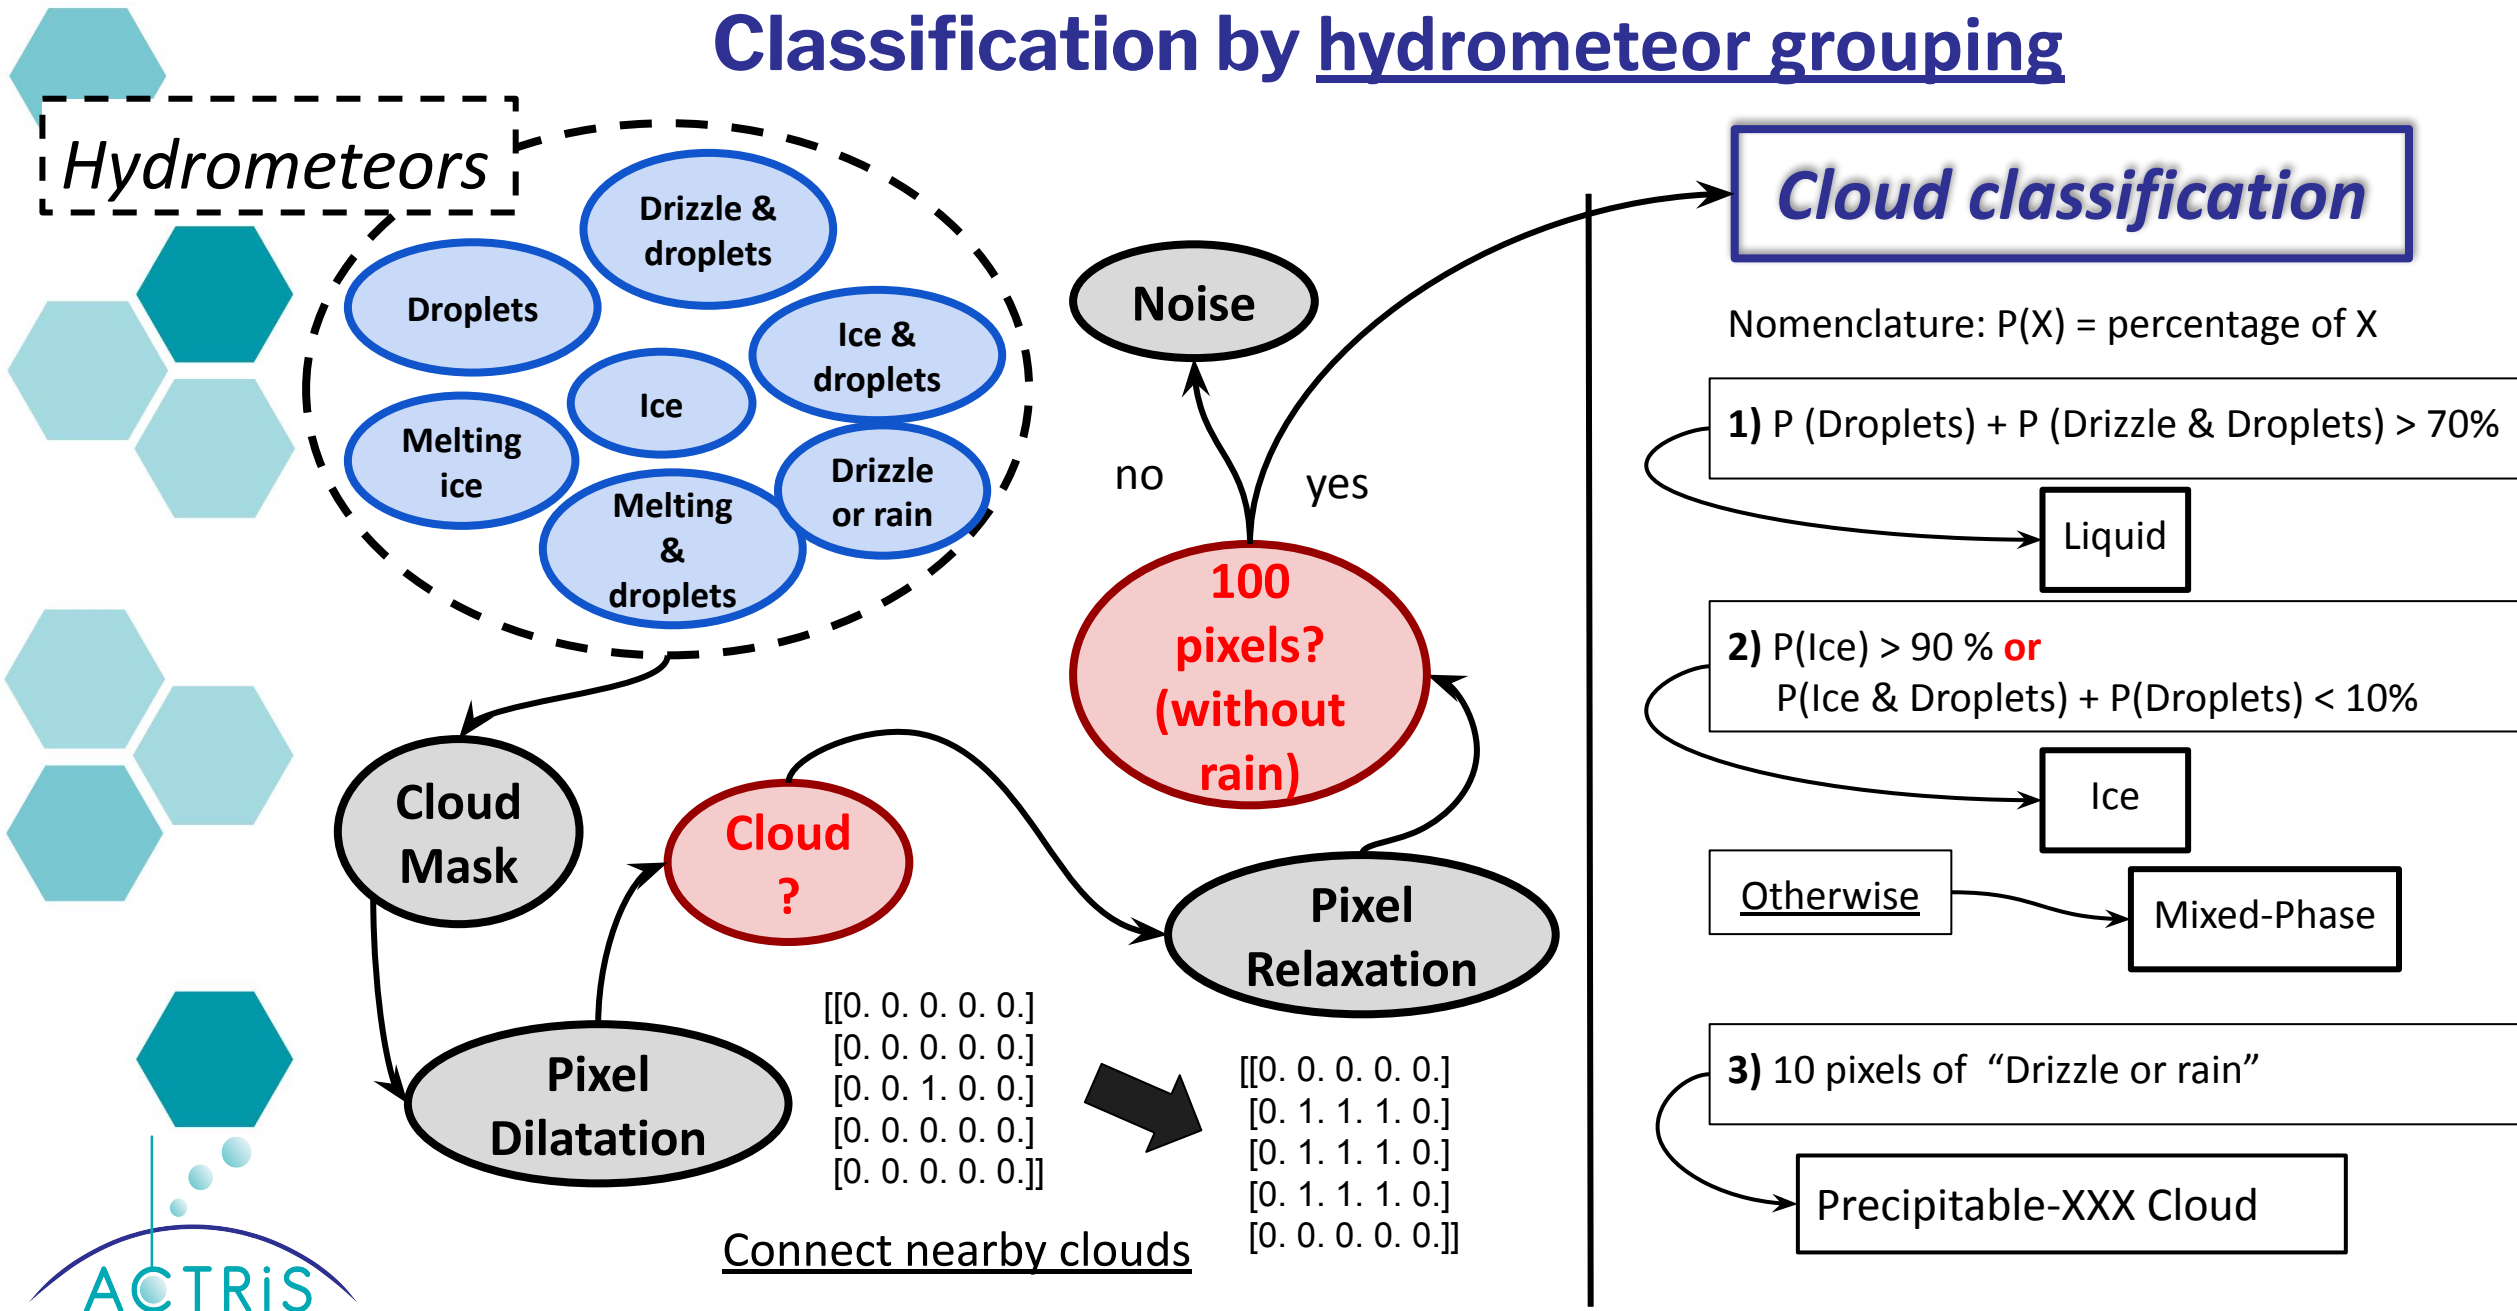 Classification by hydrometeor grouping
Hydrometeors
Drizzle &
droplets
Droplets
Ice &
droplets
Ice
Melting
ice
Drizzle
or rain
Melting
&
droplets
Cloud
Mask
Pixel
Dilatation
Cloud
?
Pixel
Relaxation
100
pixels?
(without
rain)
no
yes
Noise
[[0. 0. 0. 0. 0.]
[0. 0. 0. 0. 0.]
[0. 0. 1. 0. 0.]
[0. 0. 0. 0. 0.]
[0. 0. 0. 0. 0.]]
[[0. 0. 0. 0. 0.]
[0. 1. 1. 1. 0.]
[0. 1. 1. 1. 0.]
[0. 1. 1. 1. 0.]
[0. 0. 0. 0. 0.]]
Connect nearby clouds
Cloud classification
Nomenclature: P(X) = percentage of X
1) P (Droplets) + P (Drizzle & Droplets) > 70%
Liquid
2) P(Ice) > 90 % or
P(Ice & Droplets) + P(Droplets) < 10%
Ice
Otherwise
Mixed-Phase
3) 10 pixels of “Drizzle or rain”
Precipitable-XXX Cloud
ACTRiS